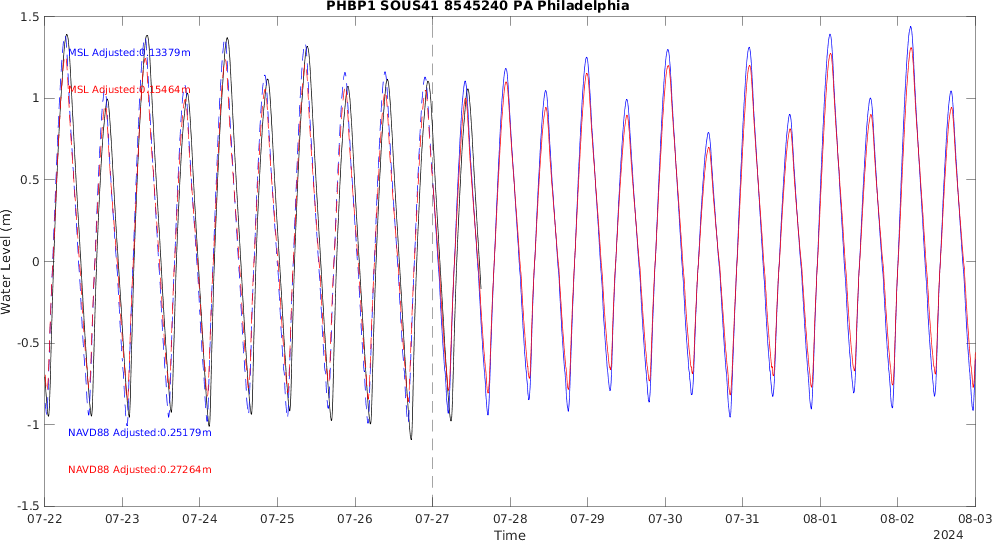 PHBP1 SOUS41 8545240 PA Philadelphia
1.5
MSL Adjusted:0.13379m
MSL Adjusted:0.15464m
1
0.5
0
Water Level (m)
-0.5
-1
NAVD88 Adjusted:0.25179m
NAVD88 Adjusted:0.27264m
-1.5
07-22 07-23 07-24 07-25 07-26 07-27 07-28 07-29 07-30 07-31 08-01 08-02 08-03
Time
2024